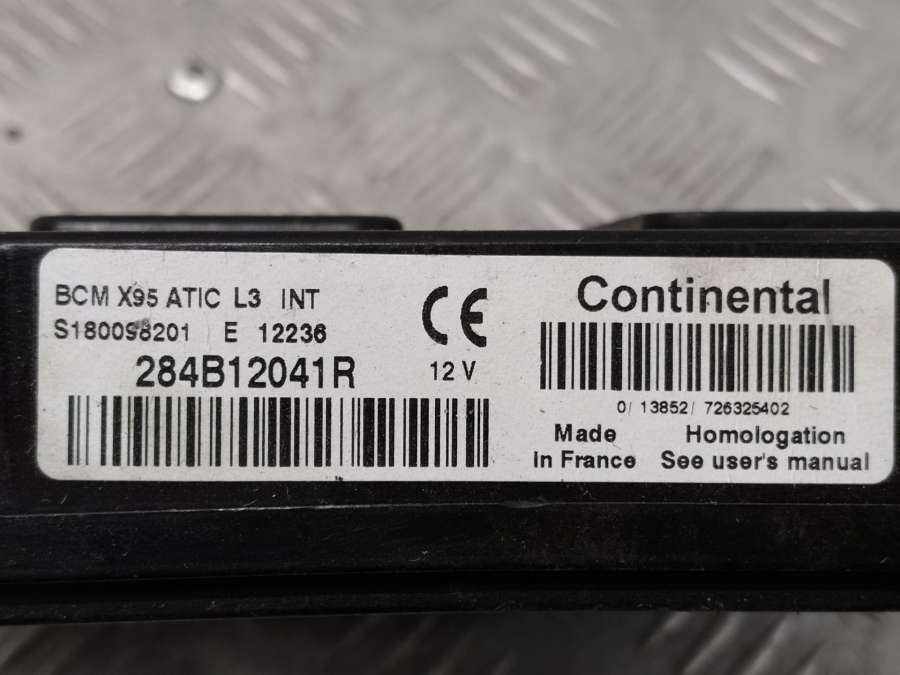 BCM X95 ATIC L3 INT
S180098201 E 12236
284B12041R
CE
12 V
Continental
0/ 13852/ 726325402
Made
in France
Homologation
See user's manual